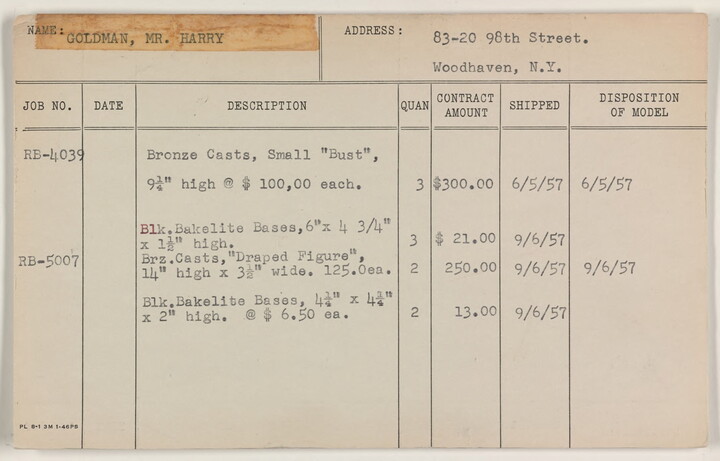 NAME: GOLDMAN, MR. HARRY
ADDRESS: 83-20 98th Street.
Woodhaven, N.Y.
JOB NO. DATE DESCRIPTION QUAN CONTRACT AMOUNT SHIPPED DISPOSITION OF MODEL
RB-4039 Bronze Casts, Small "Bust",
9¼" high @ $ 100,00 each. 3 $300.00 6/5/57 6/5/57
Blk.Bakelite Bases,6"x 4 3/4"
x 1½" high. 3 $ 21.00 9/6/57
RB-5007 Brz.Casts,"Draped Figure",
14" high x 3½" wide. 125.0ea. 2 250.00 9/6/57 9/6/57
Blk.Bakelite Bases, 4¼" x 4¼"
x 2" high. @ $ 6.50 ea. 2 13.00 9/6/57
PL 8-1 3M 1-46PS